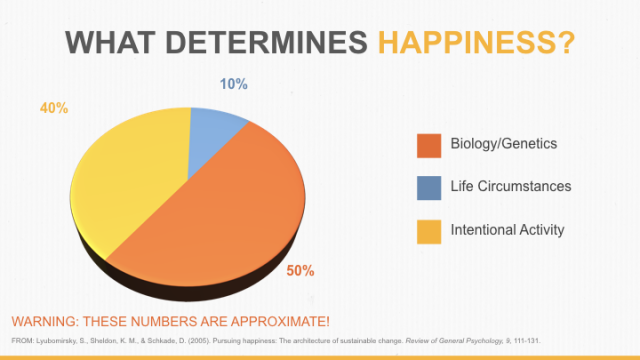 WHAT DETERMINES HAPPINESS?
10%
40%
Biology/Genetics
Life Circumstances
Intentional Activity
50%
WARNING: THESE NUMBERS ARE APPROXIMATE!
FROM: Lyubomirsky, S., Sheldon, K. M., & Schkade, D. (2005). Pursuing happiness: The architecture of sustainable change. Review of General Psychology, 9, 111-131.